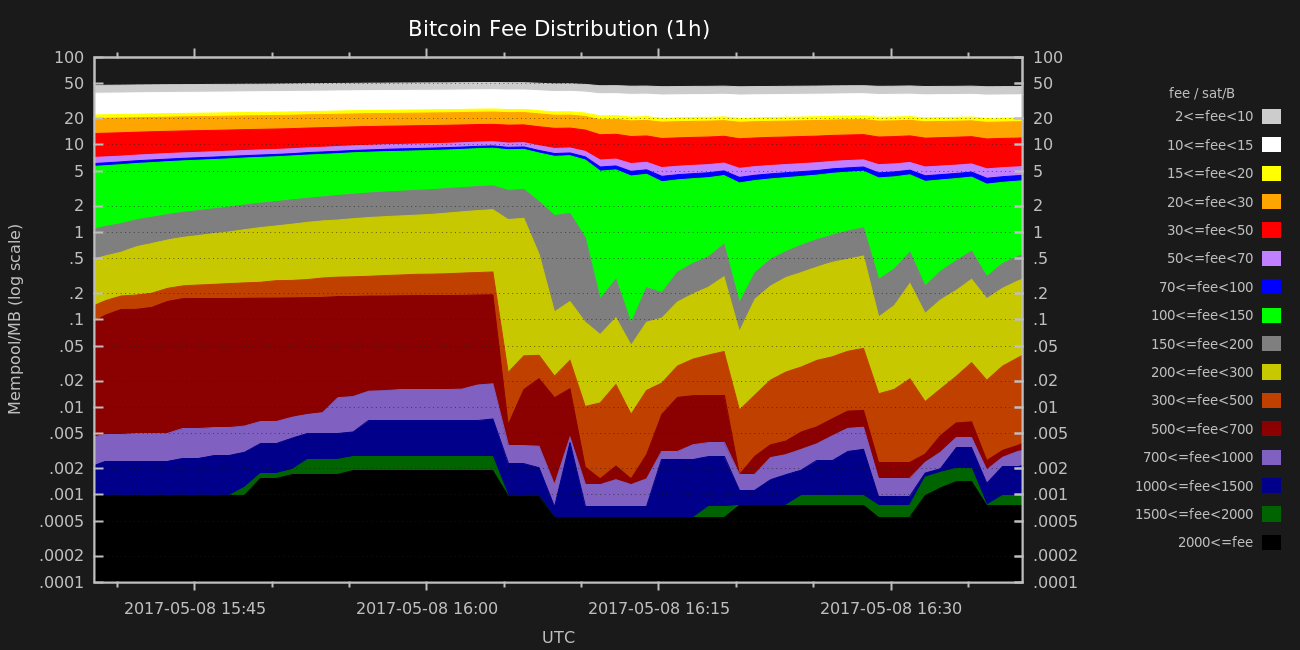 Bitcoin Fee Distribution (1h)
100 100
50 50
20 20
10 10
5 5
2 2
1 1
.5 .5
.2 .2
.1 .1
.05 .05
.02 .02
.01 .01
.005 .005
.002 .002
.001 .001
.0005 .0005
.0002 .0002
.0001 .0001
Mempool/MB (log scale)
2017-05-08 15:45 2017-05-08 16:00 2017-05-08 16:15 2017-05-08 16:30
UTC
fee / sat/B
2<=fee<10
10<=fee<15
15<=fee<20
20<=fee<30
30<=fee<50
50<=fee<70
70<=fee<100
100<=fee<150
150<=fee<200
200<=fee<300
300<=fee<500
500<=fee<700
700<=fee<1000
1000<=fee<1500
1500<=fee<2000
2000<=fee